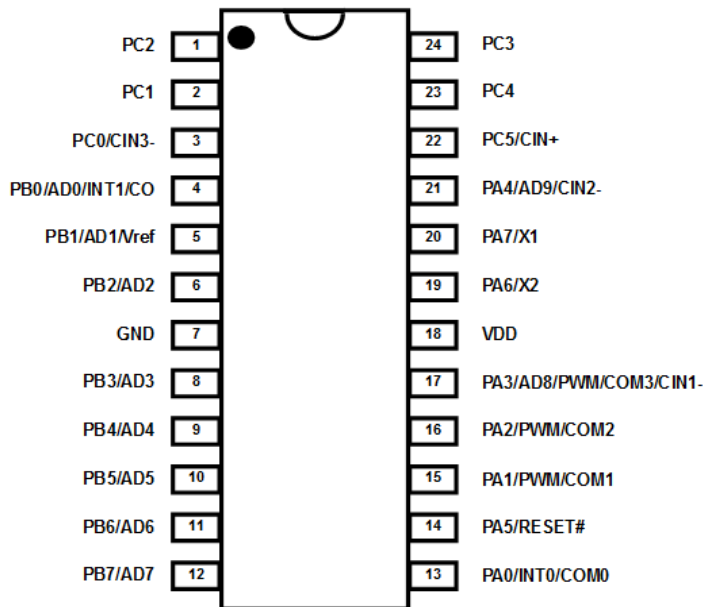 PC2 1 24 PC3
PC1 2 23 PC4
PC0/CIN3- 3 22 PC5/CIN+
PB0/AD0/INT1/CO 4 21 PA4/AD9/CIN2-
PB1/AD1/Vref 5 20 PA7/X1
PB2/AD2 6 19 PA6/X2
GND 7 18 VDD
PB3/AD3 8 17 PA3/AD8/PWM/COM3/CIN1-
PB4/AD4 9 16 PA2/PWM/COM2
PB5/AD5 10 15 PA1/PWM/COM1
PB6/AD6 11 14 PA5/RESET#
PB7/AD7 12 13 PA0/INT0/COM0